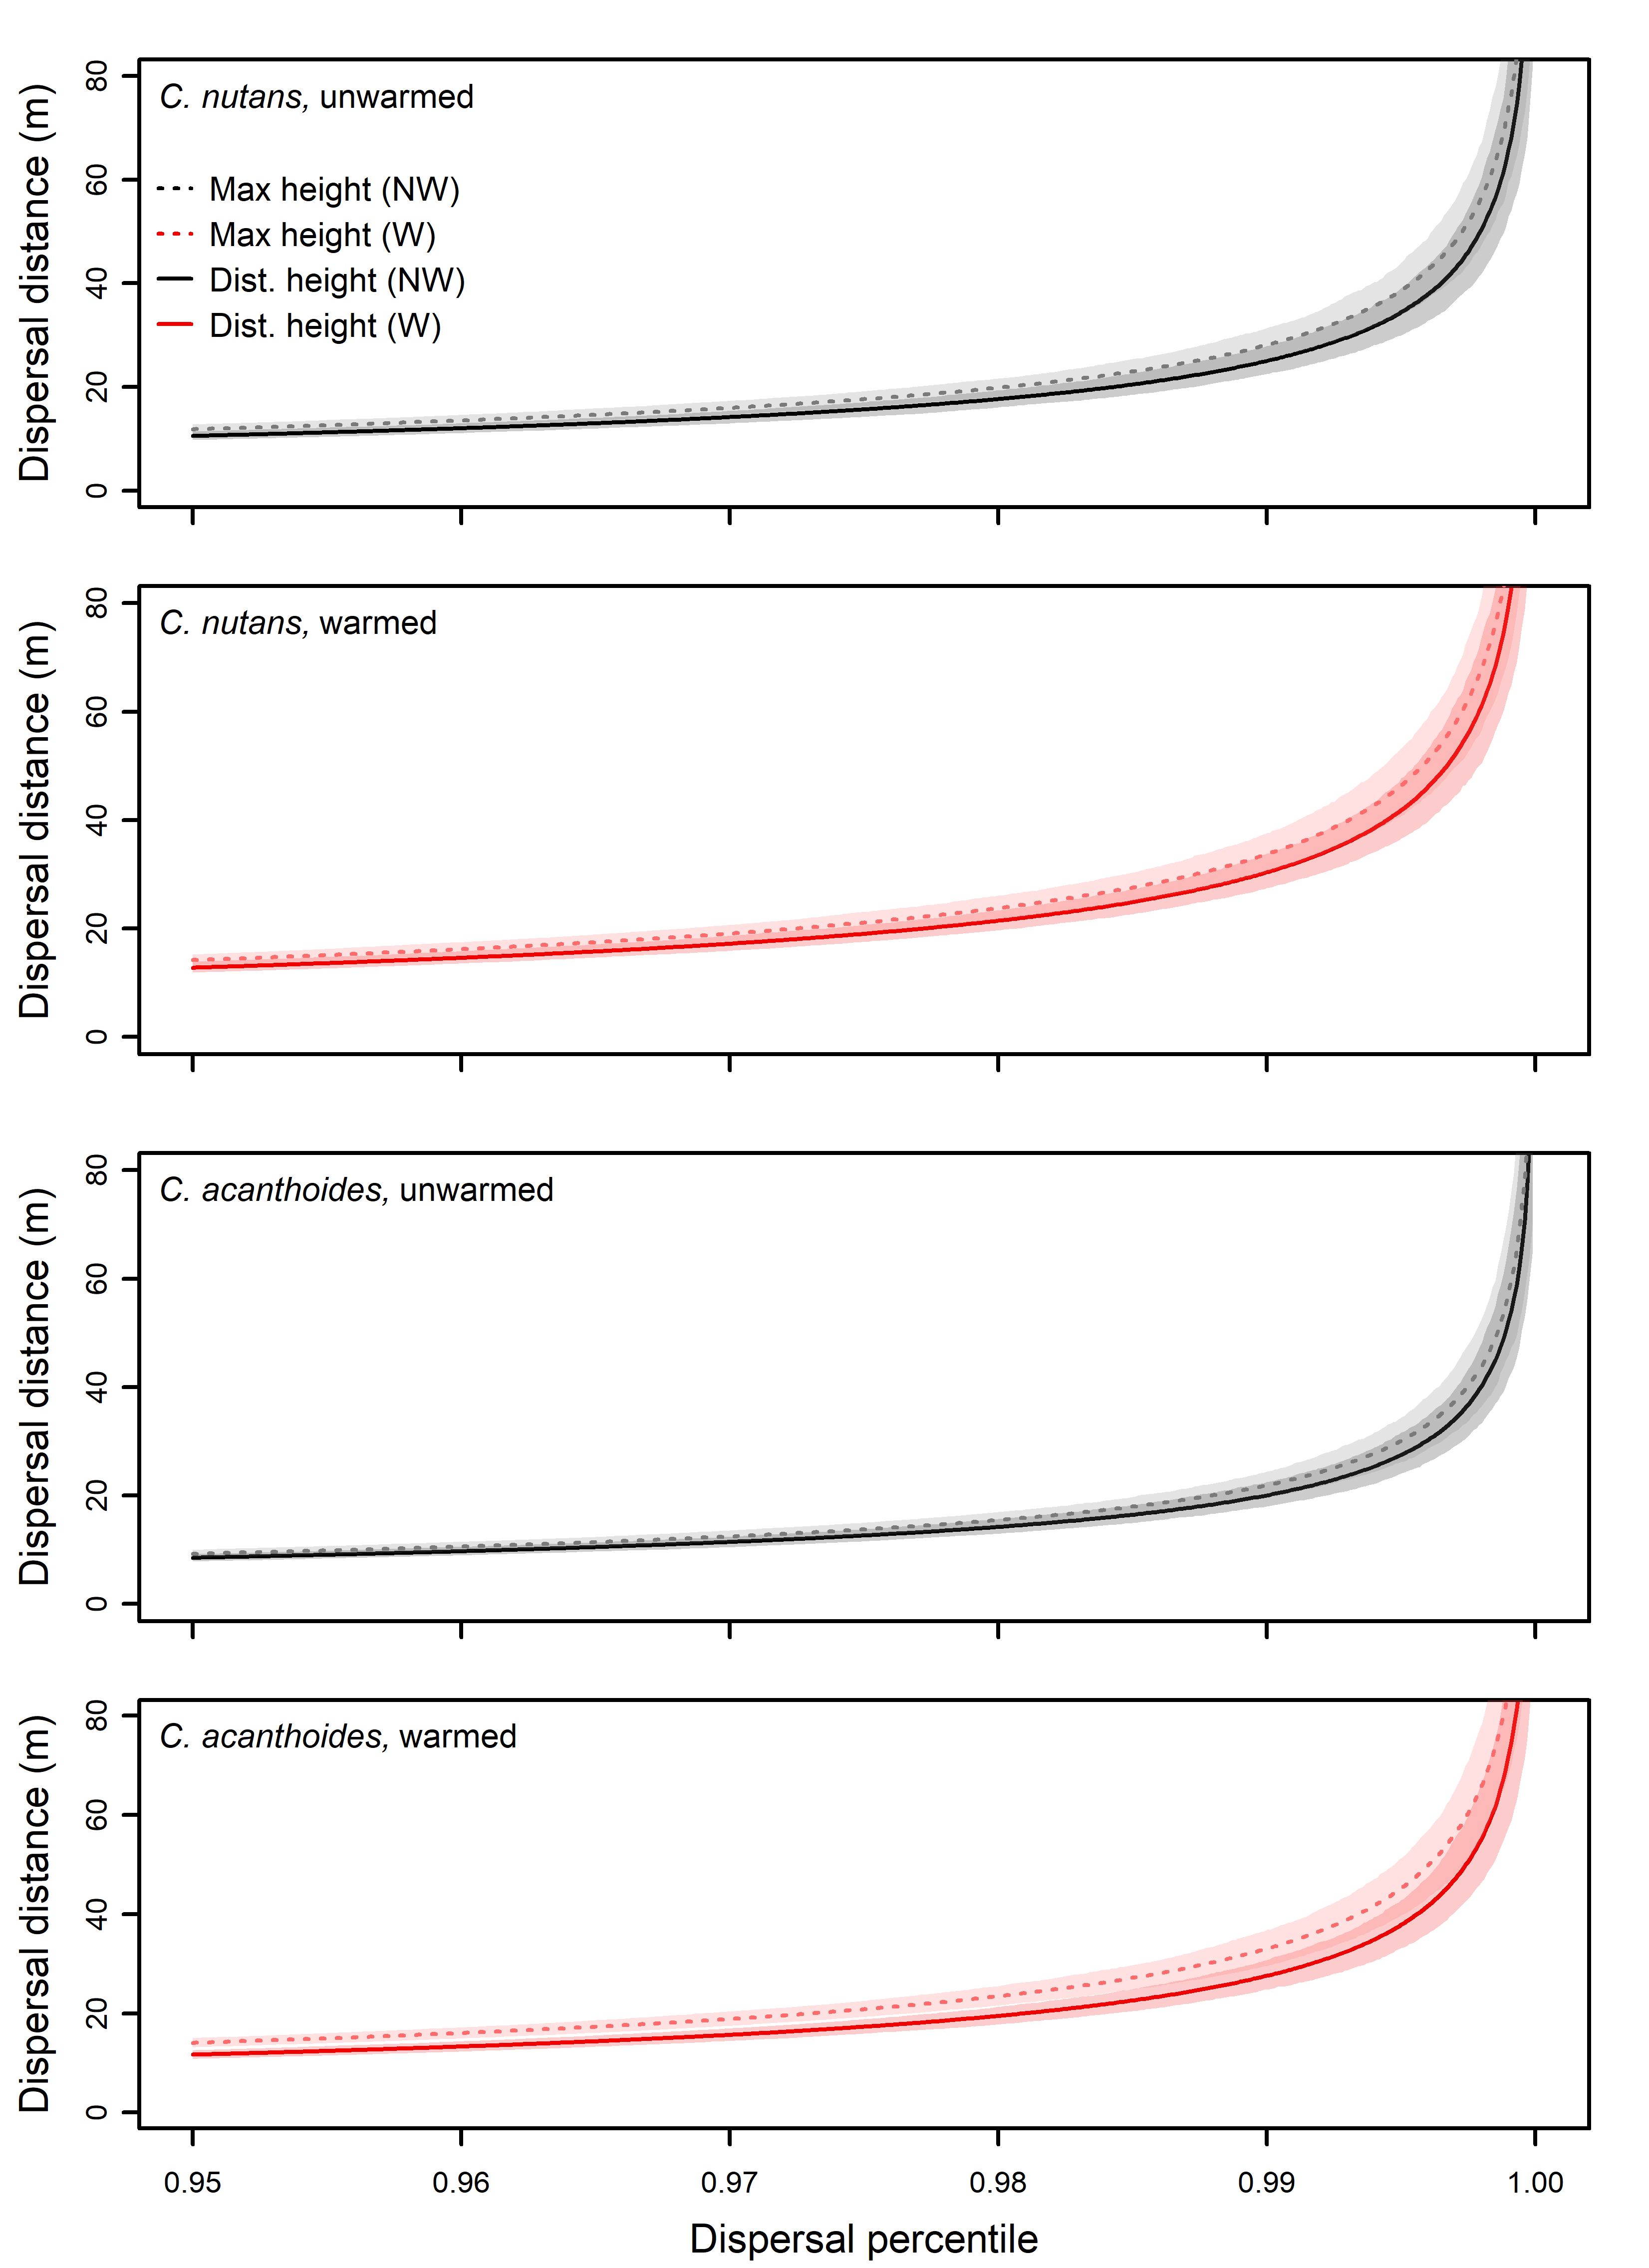 C. nutans, unwarmed
Max height (NW)
Max height (W)
Dist. height (NW)
Dist. height (W)
Dispersal distance (m)
80
60
40
20
0
C. nutans, warmed
Dispersal distance (m)
80
60
40
20
0
C. acanthoides, unwarmed
Dispersal distance (m)
80
60
40
20
0
C. acanthoides, warmed
Dispersal distance (m)
80
60
40
20
0
0.95 0.96 0.97 0.98 0.99 1.00
Dispersal percentile